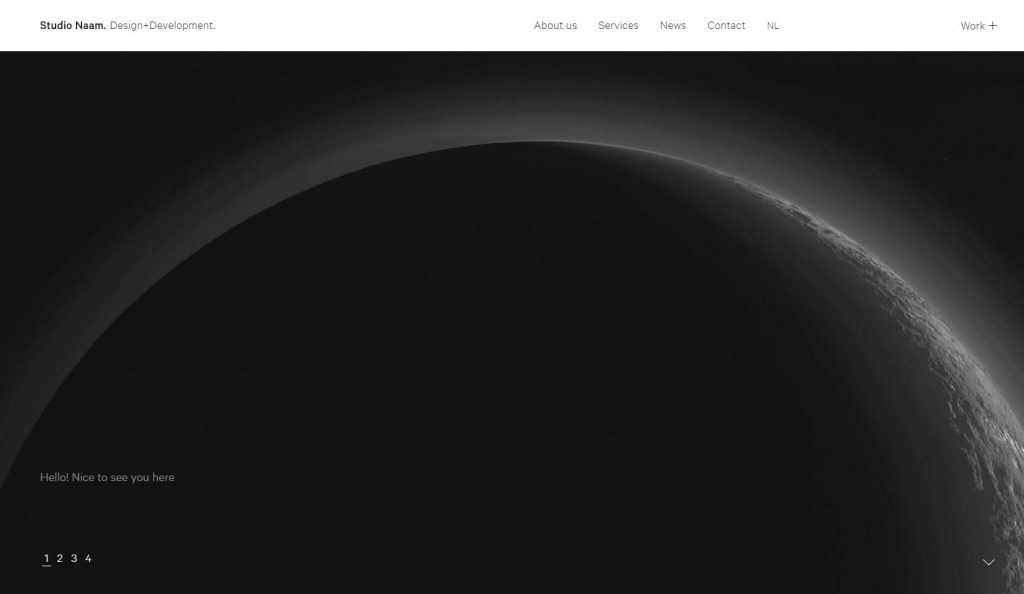 Studio Naam. Design+Development.
About us Services News Contact NL
Work +
Hello! Nice to see you here
1 2 3 4